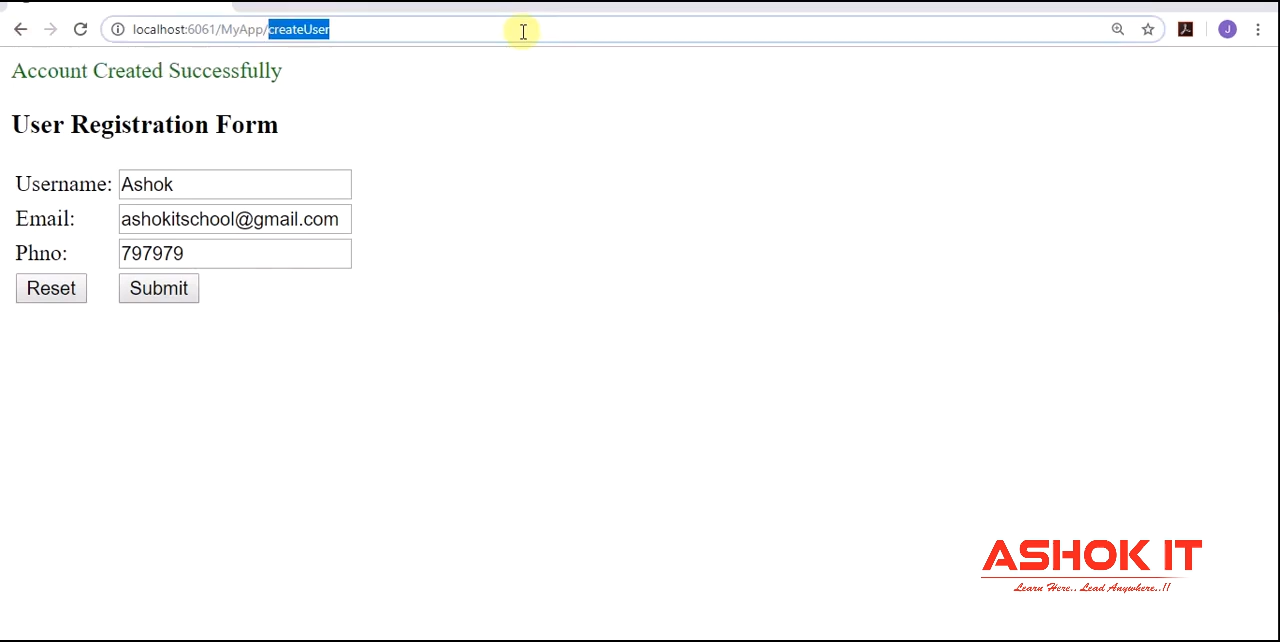 localhost:6061/MyApp/createUser
J
Account Created Successfully
User Registration Form
Username: Ashok
Email: ashokitschool@gmail.com
Phno: 797979
Reset Submit
ASHOK IT
Learn Here.. Lead Anywhere..!!